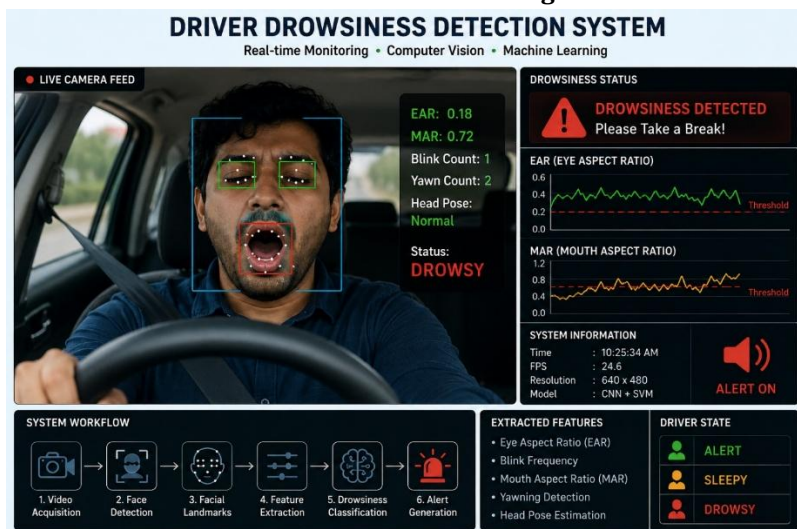 DRIVER DROWSINESS DETECTION SYSTEM
Real-time Monitoring • Computer Vision • Machine Learning
LIVE CAMERA FEED
EAR: 0.18
MAR: 0.72
Blink Count: 1
Yawn Count: 2
Head Pose:
Normal
Status:
DROWSY
DROWSINESS STATUS
DROWSINESS DETECTED
Please Take a Break!
EAR (EYE ASPECT RATIO)
0.6
0.4
0.2
0.0
Threshold
MAR (MOUTH ASPECT RATIO)
1.2
0.8
0.4
0.0
Threshold
SYSTEM INFORMATION
Time : 10:25:34 AM
FPS : 24.6
Resolution : 640 x 480
Model : CNN + SVM
ALERT ON
SYSTEM WORKFLOW
1. Video Acquisition
2. Face Detection
3. Facial Landmarks
4. Feature Extraction
5. Drowsiness Classification
6. Alert Generation
EXTRACTED FEATURES
• Eye Aspect Ratio (EAR)
• Blink Frequency
• Mouth Aspect Ratio (MAR)
• Yawning Detection
• Head Pose Estimation
DRIVER STATE
ALERT
SLEEPY
DROWSY